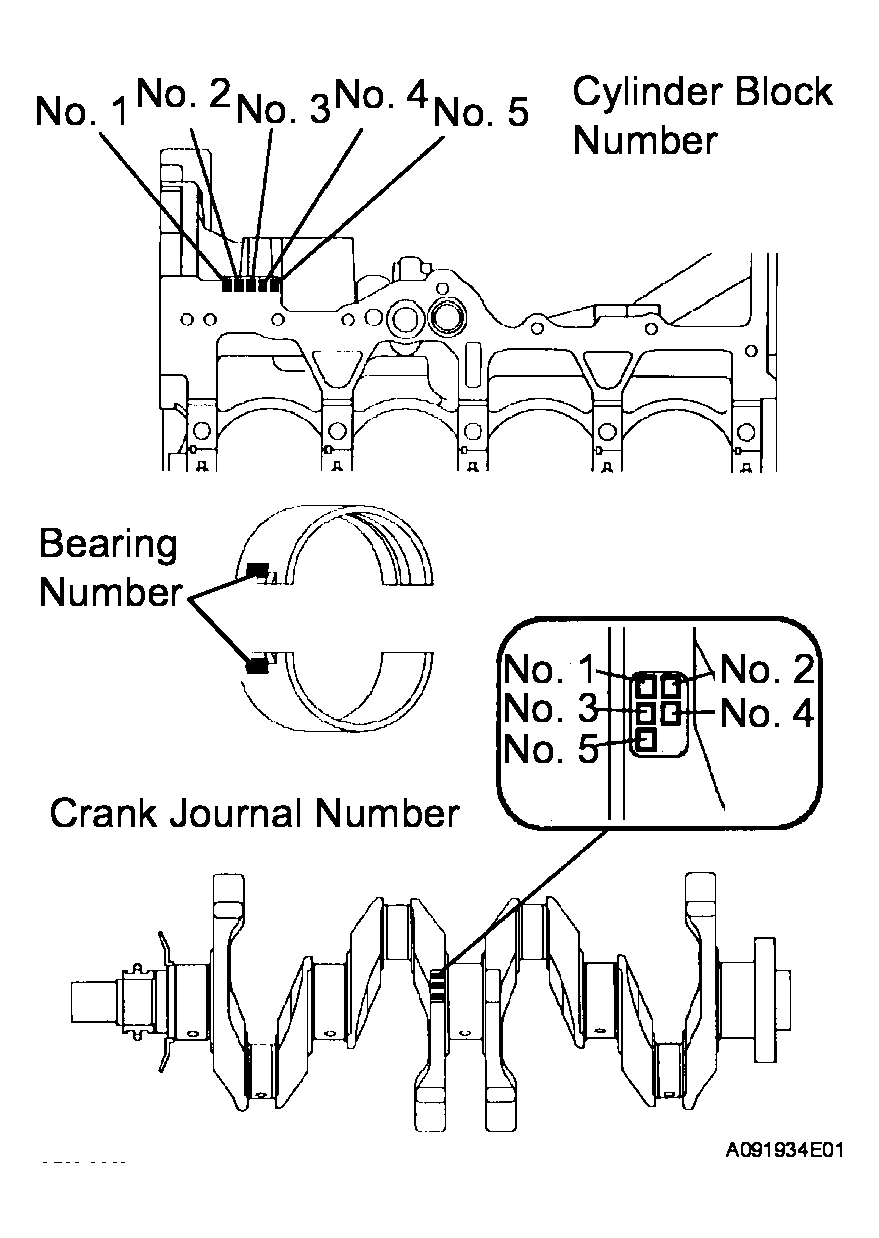 No. 1 No. 2 No. 3 No. 4 No. 5
Cylinder Block
Number
Bearing
Number
No. 1 No. 2
No. 3 No. 4
No. 5
Crank Journal Number
A091934E01